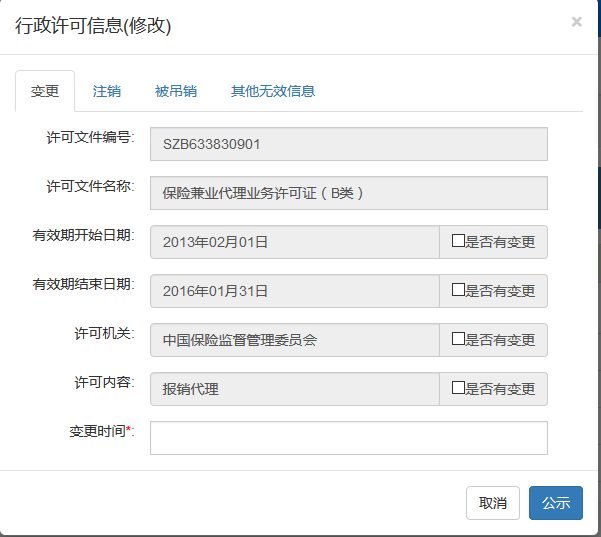 行政许可信息(修改) ×
变更 注销 被吊销 其他无效信息
许可文件编号: SZB633830901
许可文件名称: 保险兼业代理业务许可证（B类）
有效期开始日期: 2013年02月01日 是否有变更
有效期结束日期: 2016年01月31日 是否有变更
许可机关: 中国保险监督管理委员会 是否有变更
许可内容: 报销代理 是否有变更
变更时间*:
取消 公示